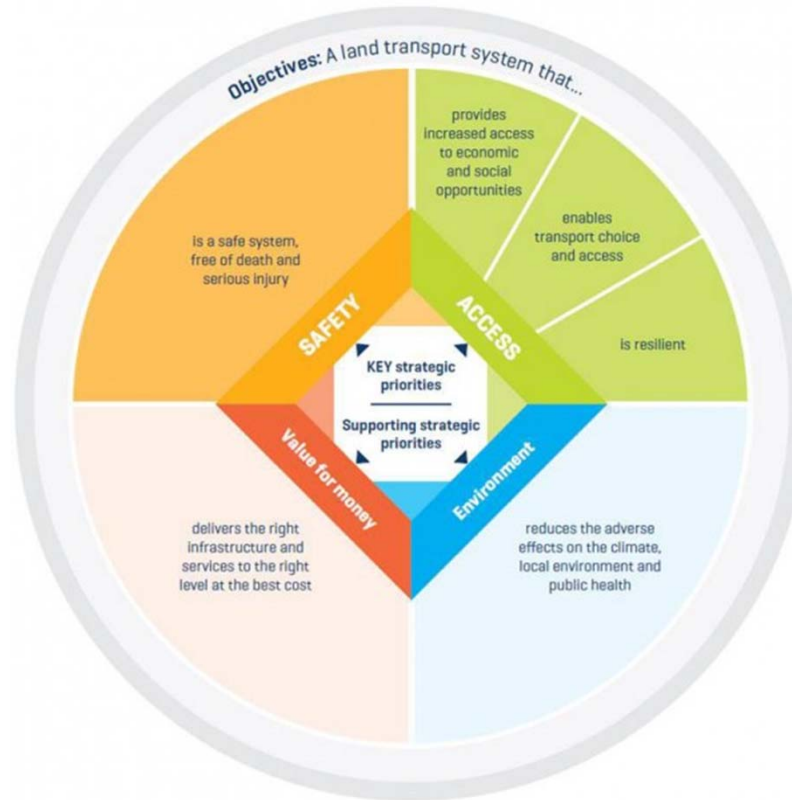 Objectives: A land transport system that...
provides
increased access
to economic
and social
opportunities
enables
transport choice
and access
is a safe system,
free of death and
serious injury
is resilient
SAFETY
ACCESS
KEY strategic
priorities
Supporting strategic
priorities
Value for money
Environment
delivers the right
infrastructure and
services to the right
level at the best cost
reduces the adverse
effects on the climate,
local environment and
public health